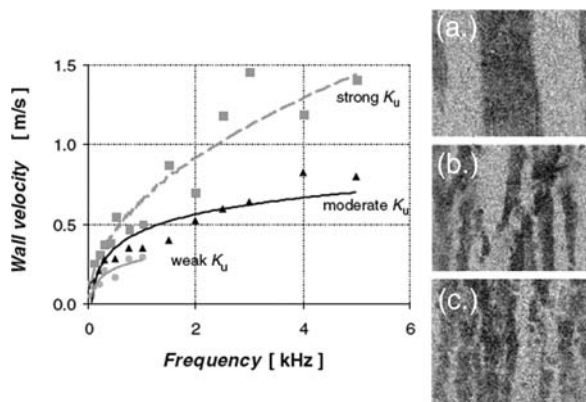 Wall velocity [ m/s ]
1.5
1.0
0.5
0.0
strong Ku
moderate Ku
weak Ku
0
2
4
6
Frequency [ kHz ]
(a.)
(b.)
(c.)